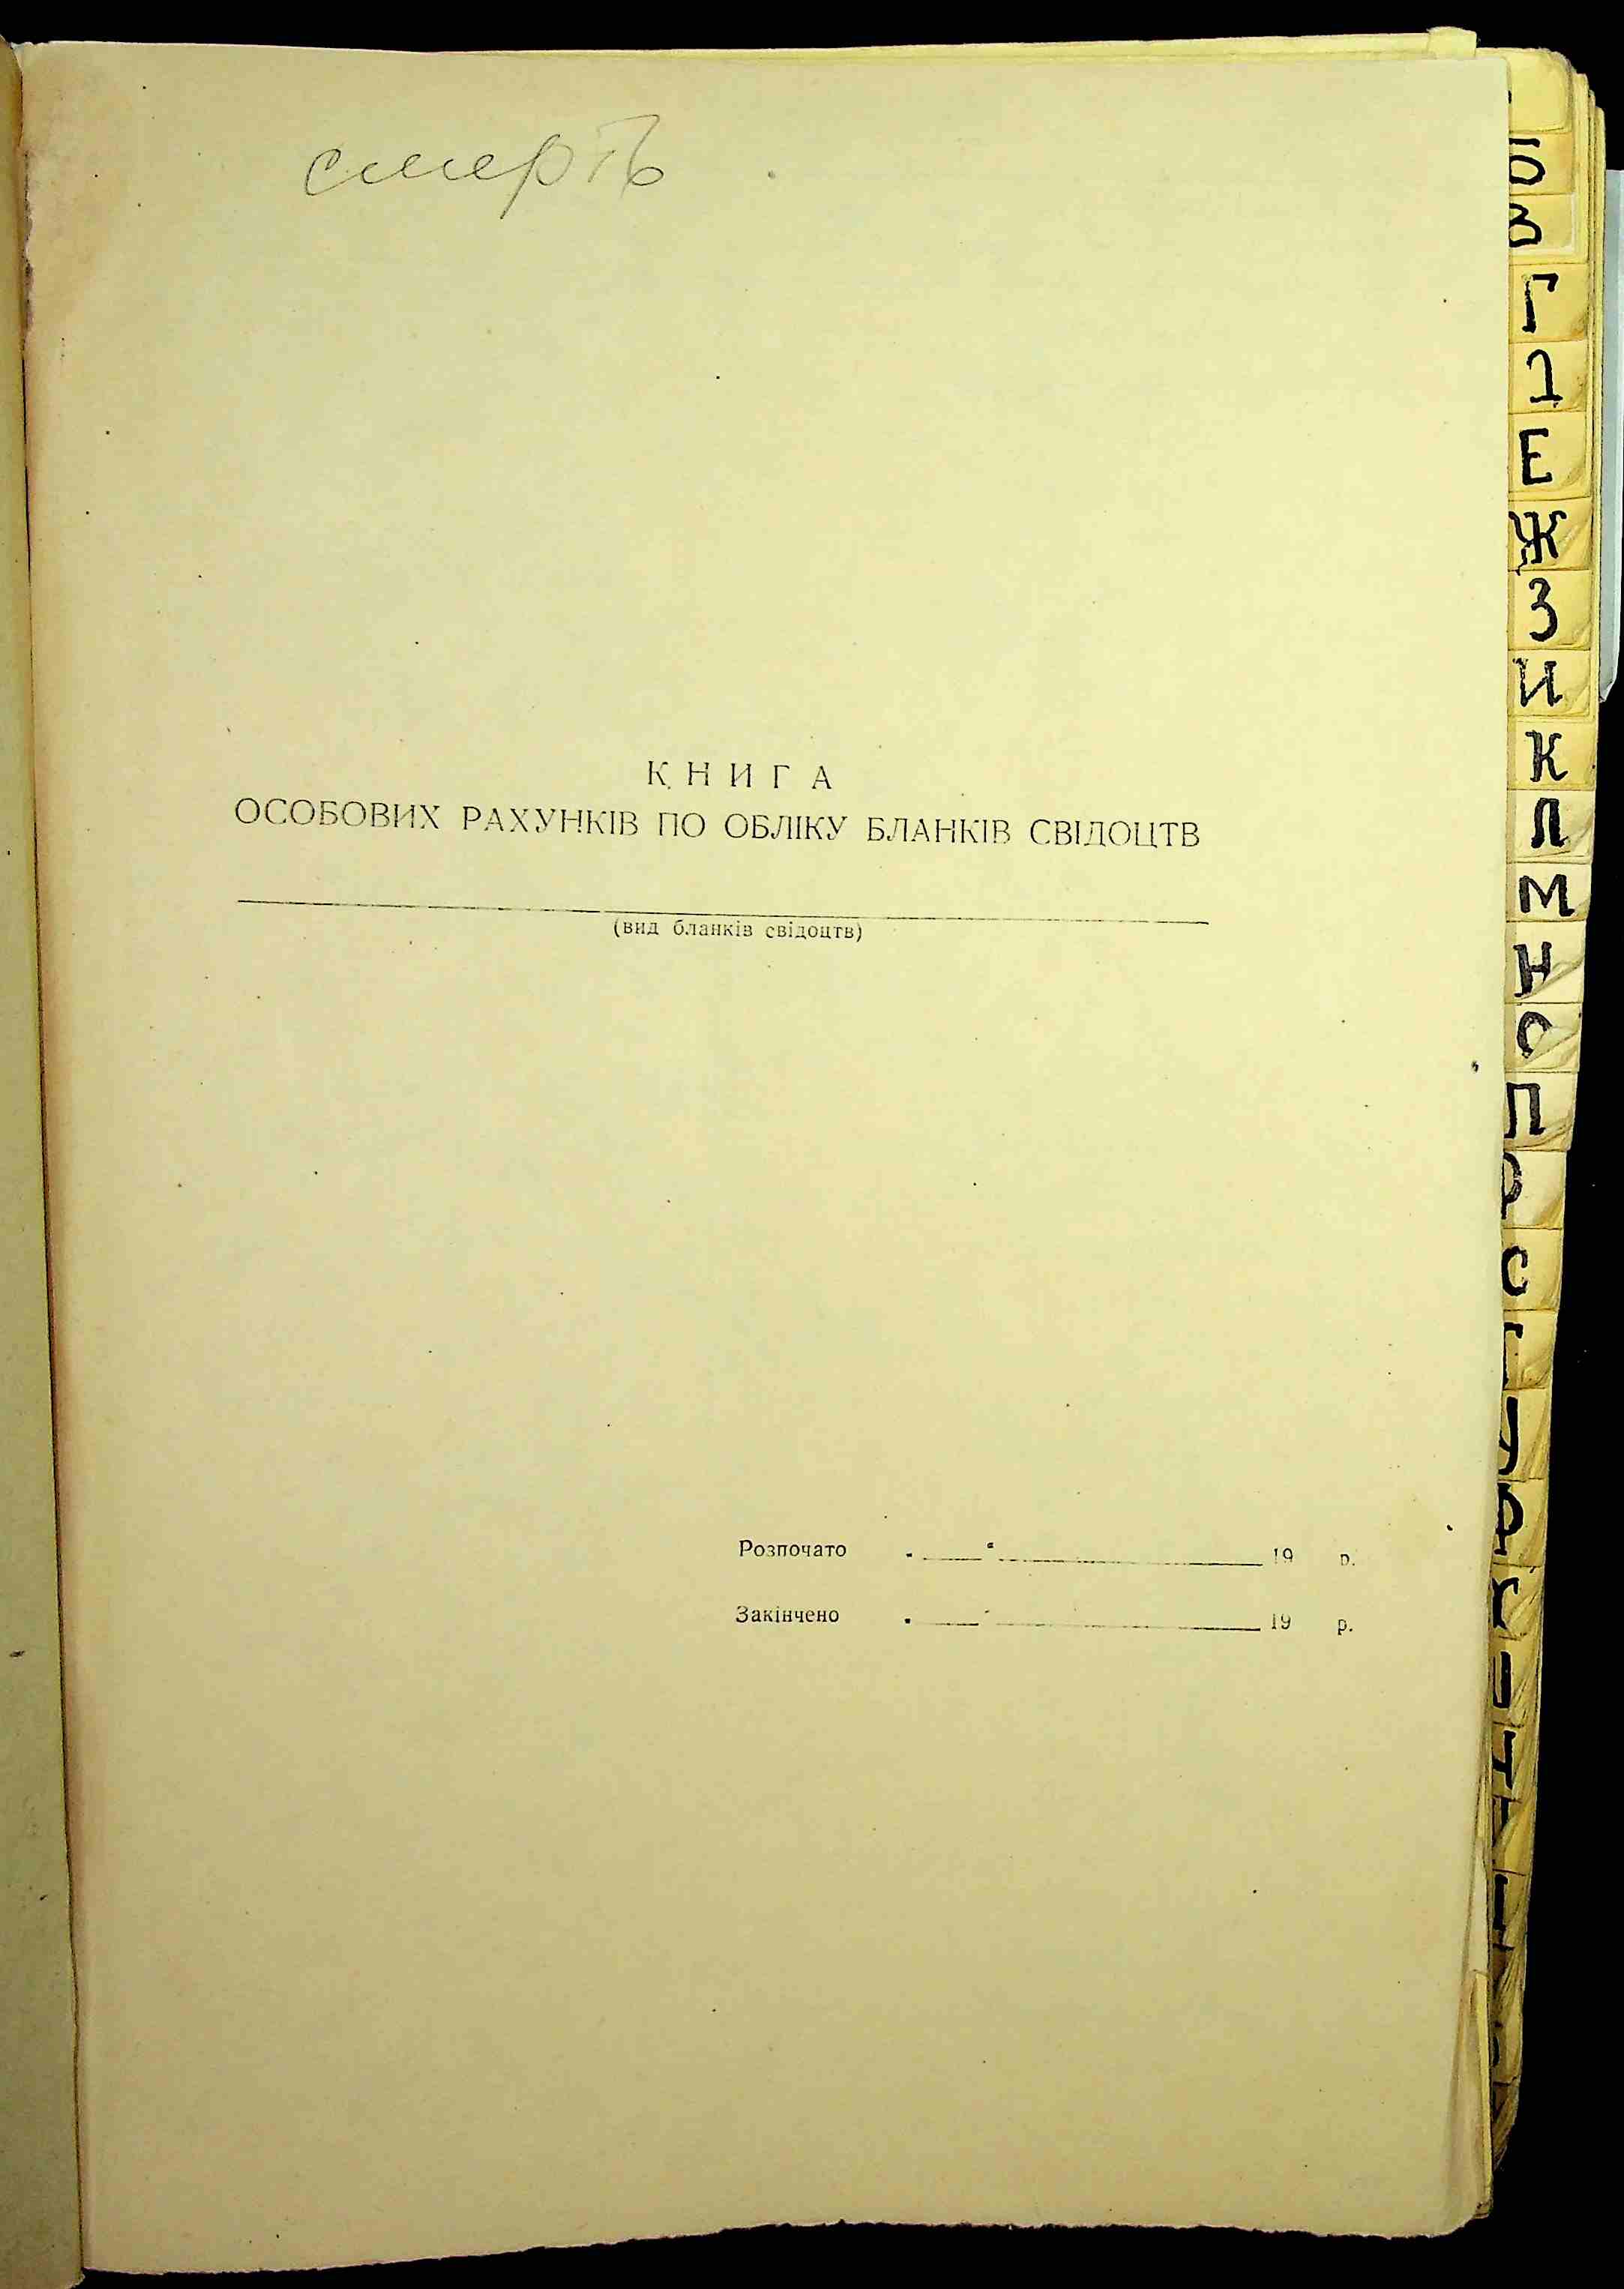 смерть
КНИГА
ОСОБОВИХ РАХУНКІВ ПО ОБЛІКУ БЛАНКІВ СВІДОЦТВ
(вид бланків свідоцтв)
Розпочато „ “ 19 р.
Закінчено „ “ 19 р.
Б
В
Г
Д
Е
Ж
З
И
К
Л
М
Н
О
П
Р
С
Т
У
Ф